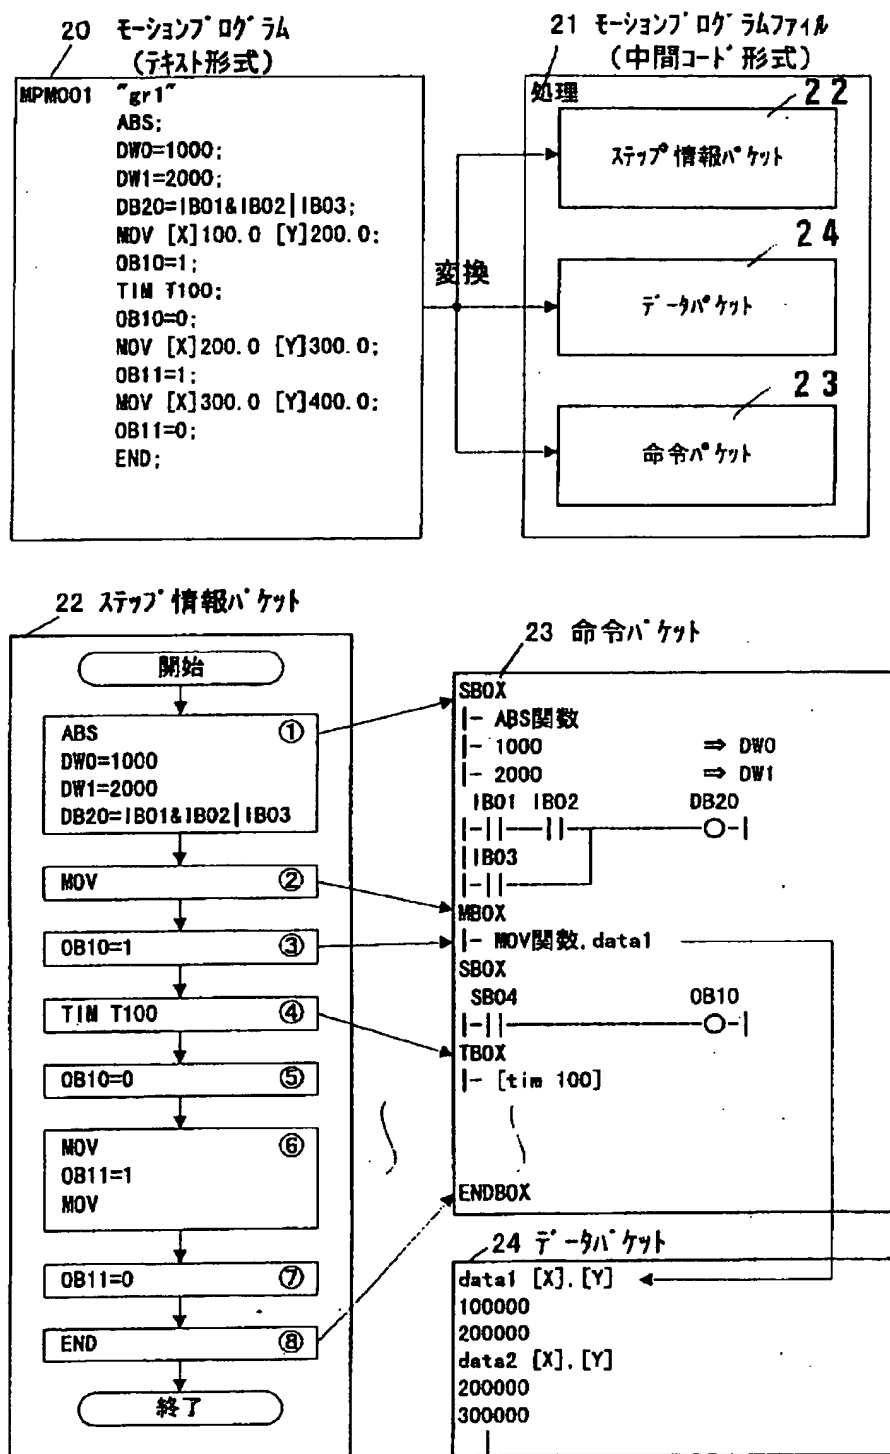 20 モーションプログラム
(テキスト形式)
MPM001 "gr1"
ABS;
DW0=1000;
DW1=2000;
DB20=IB01&IB02|IB03;
MOV [X]100.0 [Y]200.0;
OB10=1;
TIM T100;
OB10=0;
MOV [X]200.0 [Y]300.0;
OB11=1;
MOV [X]300.0 [Y]400.0;
OB11=0;
END;
変換
21 モーションプログラムファイル
(中間コード形式)
処理
22
ステップ情報パケット
24
データパケット
23
命令パケット
22 ステップ情報パケット
開始
ABS ①
DW0=1000
DW1=2000
DB20=IB01&IB02|IB03
MOV ②
OB10=1 ③
TIM T100 ④
OB10=0 ⑤
MOV ⑥
OB11=1
MOV
OB11=0 ⑦
END ⑧
終了
23 命令パケット
SBOX
ABS関数
1000 ⇒ DW0
2000 ⇒ DW1
IB01 IB02 DB20
IB03
MBOX
MOV関数,data1
SBOX
SB04 OB10
TBOX
[tim 100]
ENDBOX
24 データパケット
data1 [X],[Y]
100000
200000
data2 [X],[Y]
200000
300000